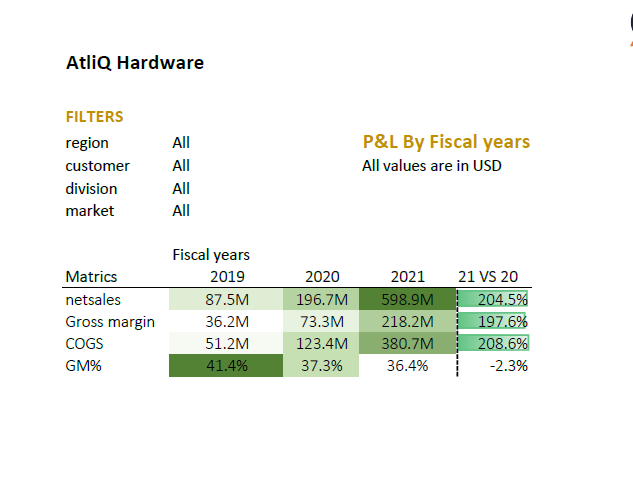 AtliQ Hardware
FILTERS
region All
customer All
division All
market All
P&L By Fiscal years
All values are in USD
Fiscal years
Matrics 2019 2020 2021 21 VS 20
netsales 87.5M 196.7M 598.9M 204.5%
Gross margin 36.2M 73.3M 218.2M 197.6%
COGS 51.2M 123.4M 380.7M 208.6%
GM% 41.4% 37.3% 36.4% -2.3%